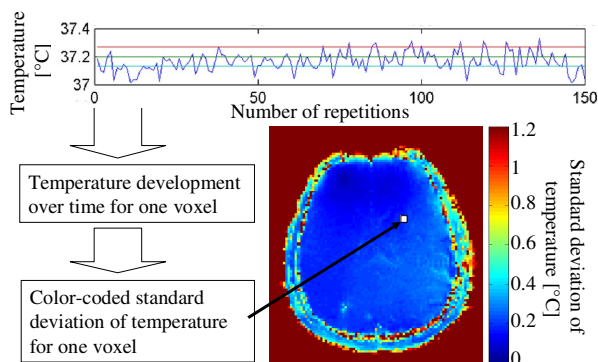 Temperature
[°C]
37.4
37.2
37
0
50
100
150
Number of repetitions
Temperature development
over time for one voxel
Color-coded standard
deviation of temperature
for one voxel
1.2
1
0.8
0.6
0.4
0.2
0
Standard deviation of
temperature [°C]